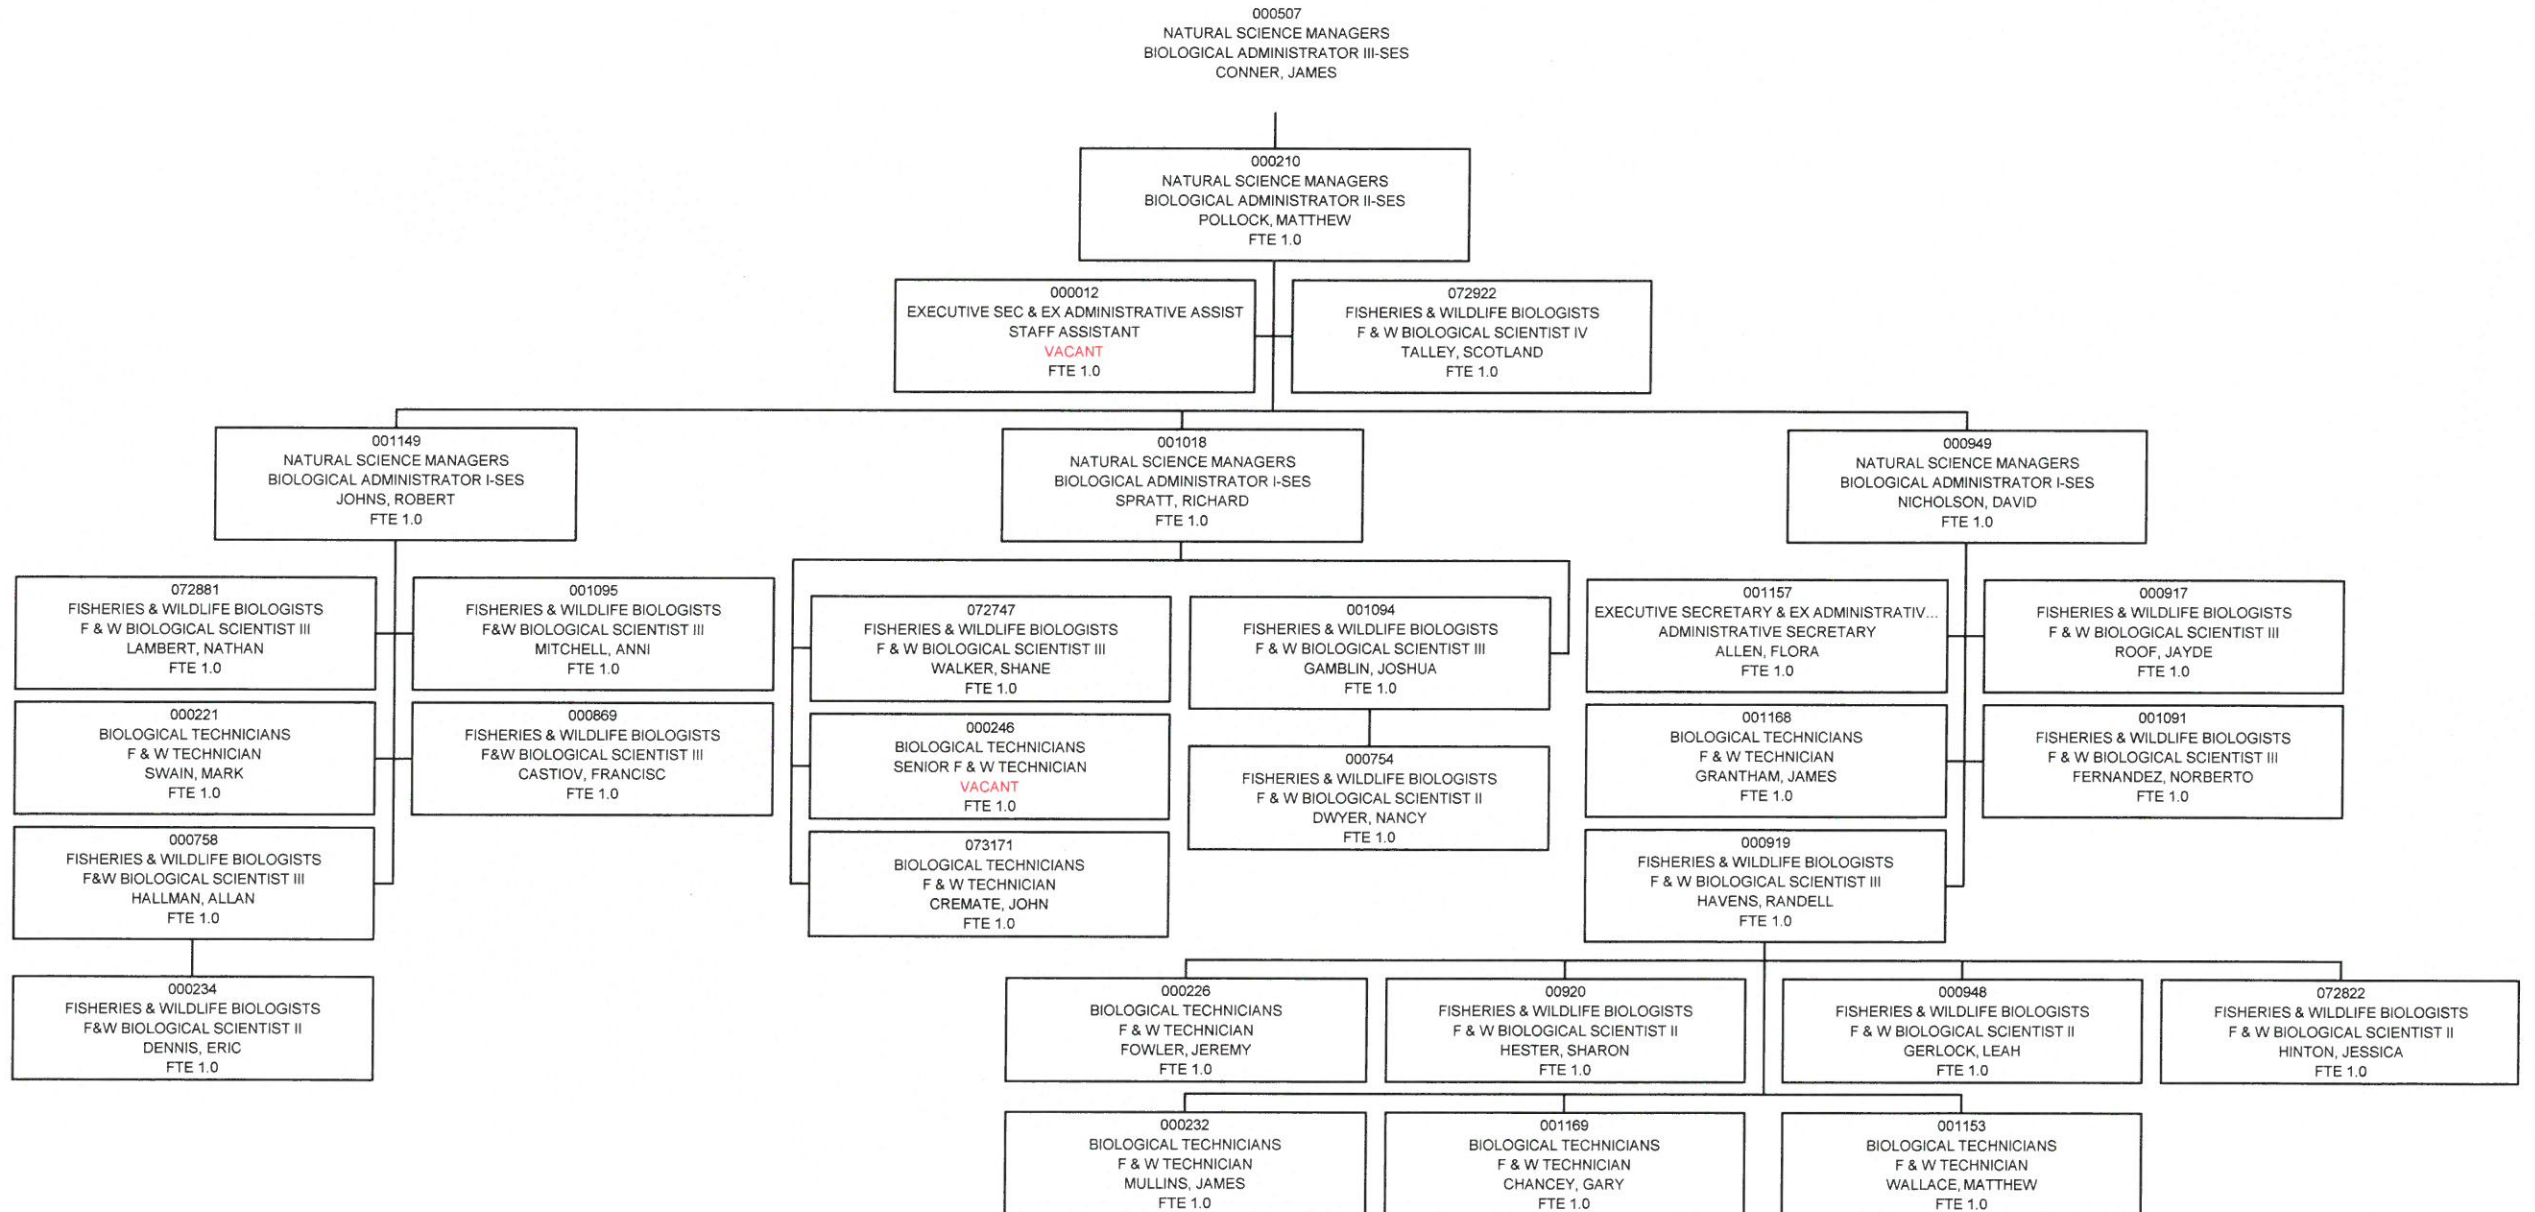 000507
NATURAL SCIENCE MANAGERS
BIOLOGICAL ADMINISTRATOR III-SES
CONNER, JAMES
000210
NATURAL SCIENCE MANAGERS
BIOLOGICAL ADMINISTRATOR II-SES
POLLOCK, MATTHEW
FTE 1.0
000012
EXECUTIVE SEC & EX ADMINISTRATIVE ASSIST
STAFF ASSISTANT
VACANT
FTE 1.0
072922
FISHERIES & WILDLIFE BIOLOGISTS
F & W BIOLOGICAL SCIENTIST IV
TALLEY, SCOTLAND
FTE 1.0
001149
NATURAL SCIENCE MANAGERS
BIOLOGICAL ADMINISTRATOR I-SES
JOHNS, ROBERT
FTE 1.0
001018
NATURAL SCIENCE MANAGERS
BIOLOGICAL ADMINISTRATOR I-SES
SPRATT, RICHARD
FTE 1.0
000949
NATURAL SCIENCE MANAGERS
BIOLOGICAL ADMINISTRATOR I-SES
NICHOLSON, DAVID
FTE 1.0
072881
FISHERIES & WILDLIFE BIOLOGISTS
F & W BIOLOGICAL SCIENTIST III
LAMBERT, NATHAN
FTE 1.0
001095
FISHERIES & WILDLIFE BIOLOGISTS
F&W BIOLOGICAL SCIENTIST III
MITCHELL, ANNI
FTE 1.0
000221
BIOLOGICAL TECHNICIANS
F & W TECHNICIAN
SWAIN, MARK
FTE 1.0
000869
FISHERIES & WILDLIFE BIOLOGISTS
F&W BIOLOGICAL SCIENTIST III
CASTIOV, FRANCISC
FTE 1.0
000758
FISHERIES & WILDLIFE BIOLOGISTS
F&W BIOLOGICAL SCIENTIST III
HALLMAN, ALLAN
FTE 1.0
000234
FISHERIES & WILDLIFE BIOLOGISTS
F&W BIOLOGICAL SCIENTIST II
DENNIS, ERIC
FTE 1.0
072747
FISHERIES & WILDLIFE BIOLOGISTS
F & W BIOLOGICAL SCIENTIST III
WALKER, SHANE
FTE 1.0
001094
FISHERIES & WILDLIFE BIOLOGISTS
F & W BIOLOGICAL SCIENTIST III
GAMBLIN, JOSHUA
FTE 1.0
000246
BIOLOGICAL TECHNICIANS
SENIOR F & W TECHNICIAN
VACANT
FTE 1.0
000754
FISHERIES & WILDLIFE BIOLOGISTS
F & W BIOLOGICAL SCIENTIST II
DWYER, NANCY
FTE 1.0
073171
BIOLOGICAL TECHNICIANS
F & W TECHNICIAN
CREMATE, JOHN
FTE 1.0
001157
EXECUTIVE SECRETARY & EX ADMINISTRATIV...
ADMINISTRATIVE SECRETARY
ALLEN, FLORA
FTE 1.0
000917
FISHERIES & WILDLIFE BIOLOGISTS
F & W BIOLOGICAL SCIENTIST III
ROOF, JAYDE
FTE 1.0
001168
BIOLOGICAL TECHNICIANS
F & W TECHNICIAN
GRANTHAM, JAMES
FTE 1.0
001091
FISHERIES & WILDLIFE BIOLOGISTS
F & W BIOLOGICAL SCIENTIST III
FERNANDEZ, NORBERTO
FTE 1.0
000919
FISHERIES & WILDLIFE BIOLOGISTS
F & W BIOLOGICAL SCIENTIST III
HAVENS, RANDELL
FTE 1.0
000226
BIOLOGICAL TECHNICIANS
F & W TECHNICIAN
FOWLER, JEREMY
FTE 1.0
00920
FISHERIES & WILDLIFE BIOLOGISTS
F & W BIOLOGICAL SCIENTIST II
HESTER, SHARON
FTE 1.0
000948
FISHERIES & WILDLIFE BIOLOGISTS
F & W BIOLOGICAL SCIENTIST II
GERLOCK, LEAH
FTE 1.0
072822
FISHERIES & WILDLIFE BIOLOGISTS
F & W BIOLOGICAL SCIENTIST II
HINTON, JESSICA
FTE 1.0
000232
BIOLOGICAL TECHNICIANS
F & W TECHNICIAN
MULLINS, JAMES
FTE 1.0
001169
BIOLOGICAL TECHNICIANS
F & W TECHNICIAN
CHANCEY, GARY
FTE 1.0
001153
BIOLOGICAL TECHNICIANS
F & W TECHNICIAN
WALLACE, MATTHEW
FTE 1.0